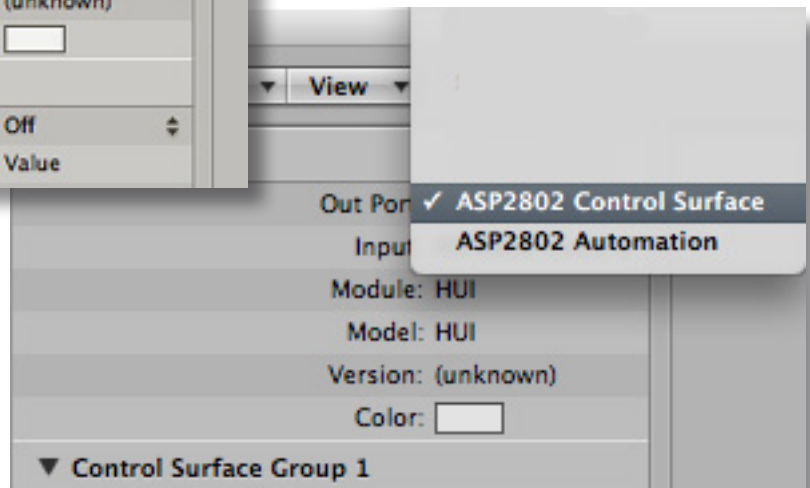 (unknown)
Off
Value
View
Out Port
✓ ASP2802 Control Surface
Input
ASP2802 Automation
Module: HUI
Model: HUI
Version: (unknown)
Color:
▼ Control Surface Group 1